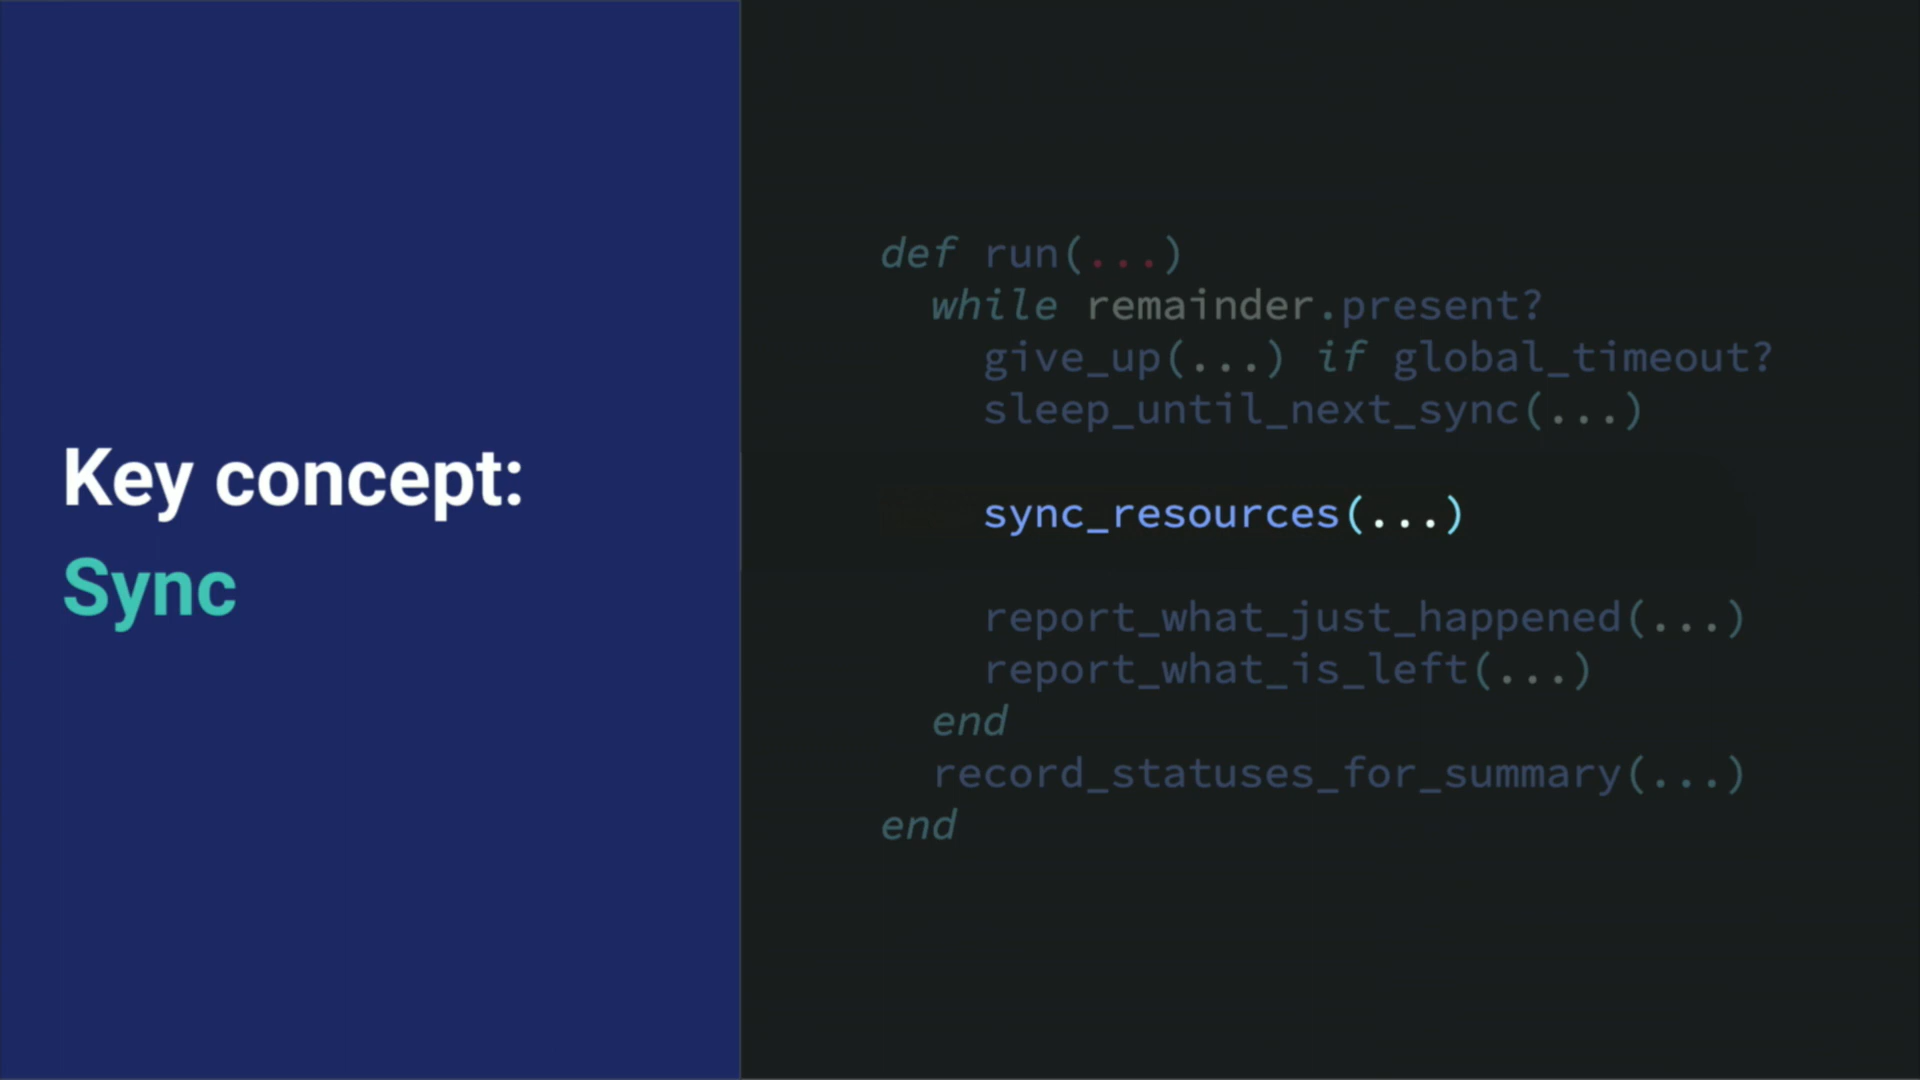 Key concept:
Sync
def run(...)
while remainder.present?
give_up(...) if global_timeout?
sleep_until_next_sync(...)
sync_resources(...)
report_what_just_happened(...)
report_what_is_left(...)
end
record_statuses_for_summary(...)
end